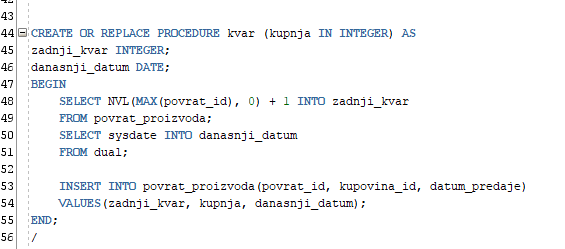 43
44 CREATE OR REPLACE PROCEDURE kvar (kupnja IN INTEGER) AS
45 zadnji_kvar INTEGER;
46 danasnji_datum DATE;
47 BEGIN
48 SELECT NVL(MAX(povrat_id), 0) + 1 INTO zadnji_kvar
49 FROM povrat_proizvoda;
50 SELECT sysdate INTO danasnji_datum
51 FROM dual;
52
53 INSERT INTO povrat_proizvoda(povrat_id, kupovina_id, datum_predaje)
54 VALUES(zadnji_kvar, kupnja, danasnji_datum);
55 END;
56 /